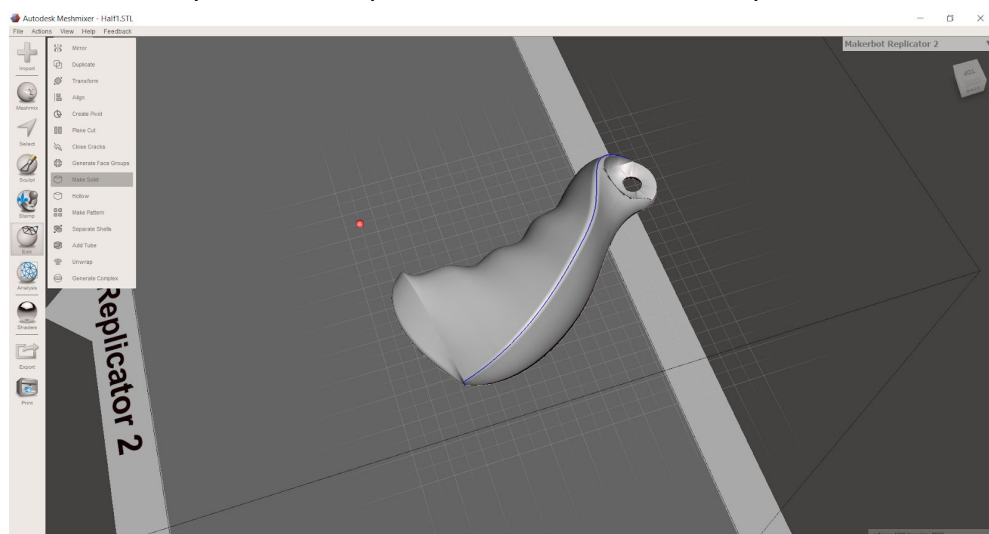 Autodesk Meshmixer - Half1.STL
File Actions View Help Feedback
Import
Meshmix
Select
Sculpt
Stamp
Edit
Analysis
Shaders
Export
Print
Mirror
Duplicate
Transform
Align
Create Pivot
Plane Cut
Close Cracks
Generate Face Groups
Make Solid
Hollow
Make Pattern
Separate Shells
Add Tube
Unwrap
Generate Complex
Makerbot Replicator 2
TOP
Replicator 2